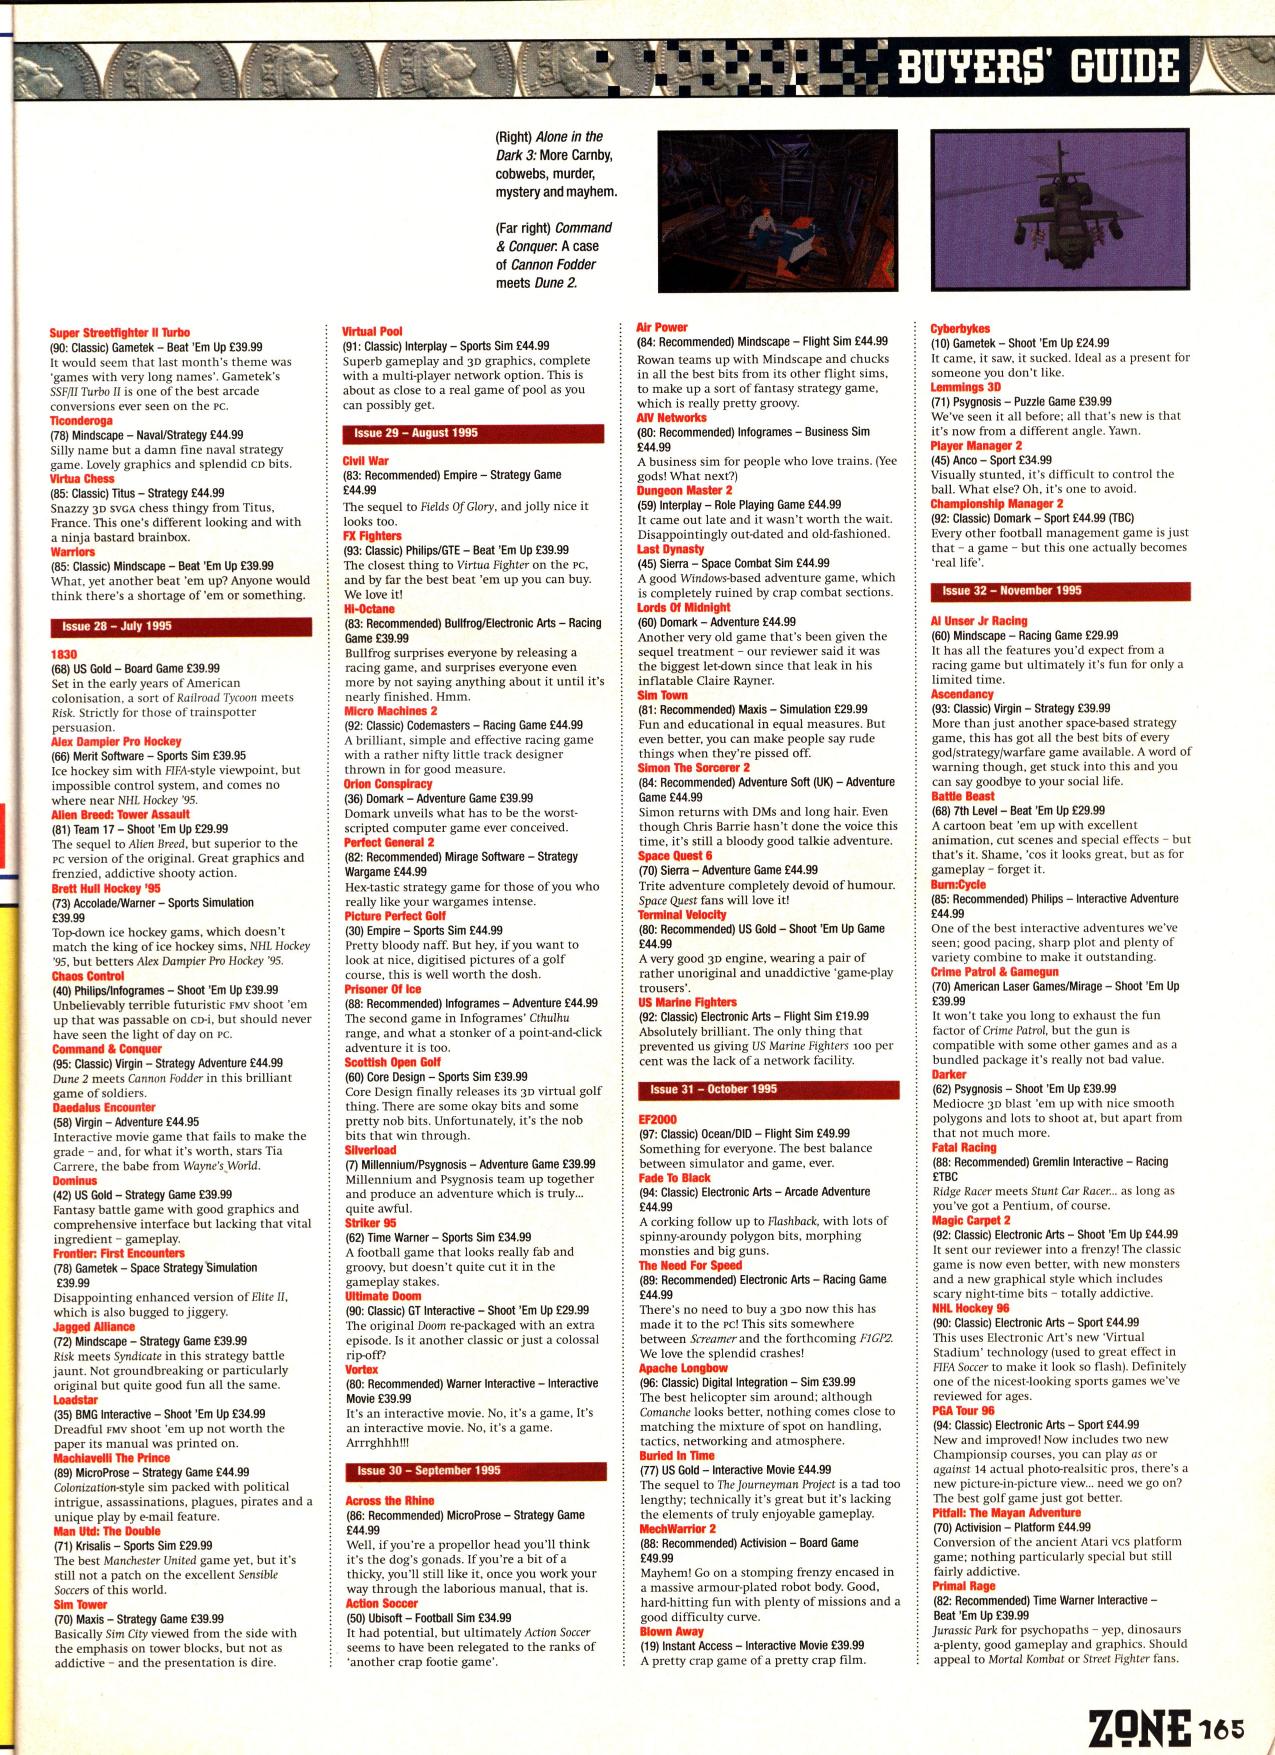 BUYERS' GUIDE
(Right) Alone in the
Dark 3: More Carnby,
cobwebs, murder,
mystery and mayhem.
(Far right) Command
& Conquer. A case
of Cannon Fodder
meets Dune 2.
Super Streetfighter II Turbo
(90: Classic) Gametek – Beat 'Em Up £39.99
It would seem that last month's theme was
'games with very long names'. Gametek's
SSF/II Turbo II is one of the best arcade
conversions ever seen on the PC.
Ticonderoga
(78) Mindscape – Naval/Strategy £44.99
Silly name but a damn fine naval strategy
game. Lovely graphics and splendid CD bits.
Virtua Chess
(85: Classic) Titus – Strategy £44.99
Snazzy 3D SVGA chess thingy from Titus,
France. This one's different looking and with
a ninja bastard brainbox.
Warriors
(85: Classic) Mindscape – Beat 'Em Up £39.99
What, yet another beat 'em up? Anyone would
think there's a shortage of 'em or something.
Issue 28 – July 1995
1830
(68) US Gold – Board Game £39.99
Set in the early years of American
colonisation, a sort of Railroad Tycoon meets
Risk. Strictly for those of trainspotter
persuasion.
Alex Dampier Pro Hockey
(66) Merit Software – Sports Sim £39.95
Ice hockey sim with FIFA-style viewpoint, but
impossible control system, and comes no
where near NHL Hockey '95.
Alien Breed: Tower Assault
(81) Team 17 – Shoot 'Em Up £29.99
The sequel to Alien Breed, but superior to the
PC version of the original. Great graphics and
frenzied, addictive shooty action.
Brett Hull Hockey '95
(73) Accolade/Warner – Sports Simulation
£39.99
Top-down ice hockey gams, which doesn't
match the king of ice hockey sims, NHL Hockey
'95, but betters Alex Dampier Pro Hockey '95.
Chaos Control
(40) Philips/Infogrames – Shoot 'Em Up £39.99
Unbelievably terrible futuristic FMV shoot 'em
up that was passable on CD-i, but should never
have seen the light of day on PC.
Command & Conquer
(95: Classic) Virgin – Strategy Adventure £44.99
Dune 2 meets Cannon Fodder in this brilliant
game of soldiers.
Daedalus Encounter
(58) Virgin – Adventure £44.95
Interactive movie game that fails to make the
grade – and, for what it's worth, stars Tia
Carrere, the babe from Wayne's World.
Dominus
(42) US Gold – Strategy Game £39.99
Fantasy battle game with good graphics and
comprehensive interface but lacking that vital
ingredient – gameplay.
Frontier: First Encounters
(78) Gametek – Space Strategy Simulation
£39.99
Disappointing enhanced version of Elite II,
which is also bugged to jiggery.
Jagged Alliance
(72) Mindscape – Strategy Game £39.99
Risk meets Syndicate in this strategy battle
jaunt. Not groundbreaking or particularly
original but quite good fun all the same.
Loadstar
(35) BMG Interactive – Shoot 'Em Up £34.99
Dreadful FMV shoot 'em up not worth the
paper its manual was printed on.
Machiavelli The Prince
(89) MicroProse – Strategy Game £44.99
Colonization-style sim packed with political
intrigue, assassinations, plagues, pirates and a
unique play by e-mail feature.
Man Utd: The Double
(71) Krisalis – Sports Sim £29.99
The best Manchester United game yet, but it's
still not a patch on the excellent Sensible
Soccers of this world.
Sim Tower
(70) Maxis – Strategy Game £39.99
Basically Sim City viewed from the side with
the emphasis on tower blocks, but not as
addictive – and the presentation is dire.
Virtual Pool
(91: Classic) Interplay – Sports Sim £44.99
Superb gameplay and 3D graphics, complete
with a multi-player network option. This is
about as close to a real game of pool as you
can possibly get.
Issue 29 – August 1995
Civil War
(83: Recommended) Empire – Strategy Game
£44.99
The sequel to Fields Of Glory, and jolly nice it
looks too.
FX Fighters
(93: Classic) Philips/GTE – Beat 'Em Up £39.99
The closest thing to Virtua Fighter on the PC,
and by far the best beat 'em up you can buy.
We love it!
Hi-Octane
(83: Recommended) Bullfrog/Electronic Arts – Racing
Game £39.99
Bullfrog surprises everyone by releasing a
racing game, and surprises everyone even
more by not saying anything about it until it's
nearly finished. Hmm.
Micro Machines 2
(92: Classic) Codemasters – Racing Game £44.99
A brilliant, simple and effective racing game
with a rather nifty little track designer
thrown in for good measure.
Orion Conspiracy
(36) Domark – Adventure Game £39.99
Domark unveils what has to be the worst-
scripted computer game ever conceived.
Perfect General 2
(82: Recommended) Mirage Software – Strategy
Wargame £44.99
Hex-tastic strategy game for those of you who
really like your wargames intense.
Picture Perfect Golf
(30) Empire – Sports Sim £44.99
Pretty bloody naff. But hey, if you want to
look at nice, digitised pictures of a golf
course, this is well worth the dosh.
Prisoner Of Ice
(88: Recommended) Infogrames – Adventure £44.99
The second game in Infogrames' Cthulhu
range, and what a stonker of a point-and-click
adventure it is too.
Scottish Open Golf
(60) Core Design – Sports Sim £39.99
Core Design finally releases its 3D virtual golf
thing. There are some okay bits and some
pretty nob bits. Unfortunately, it's the nob
bits that win through.
Silverload
(7) Millennium/Psygnosis – Adventure Game £39.99
Millennium and Psygnosis team up together
and produce an adventure which is truly...
quite awful.
Striker 95
(62) Time Warner – Sports Sim £34.99
A football game that looks really fab and
groovy, but doesn't quite cut it in the
gameplay stakes.
Ultimate Doom
(90: Classic) GT Interactive – Shoot 'Em Up £29.99
The original Doom re-packaged with an extra
episode. Is it another classic or just a colossal
rip-off?
Vortex
(80: Recommended) Warner Interactive – Interactive
Movie £39.99
It's an interactive movie. No, it's a game, It's
an interactive movie. No, it's a game.
Arrrghhh!!!
Issue 30 – September 1995
Across the Rhine
(86: Recommended) MicroProse – Strategy Game
£44.99
Well, if you're a propellor head you'll think
it's the dog's gonads. If you're a bit of a
thicky, you'll still like it, once you work your
way through the laborious manual, that is.
Action Soccer
(50) Ubisoft – Football Sim £34.99
It had potential, but ultimately Action Soccer
seems to have been relegated to the ranks of
'another crap footie game'.
Air Power
(84: Recommended) Mindscape – Flight Sim £44.99
Rowan teams up with Mindscape and chucks
in all the best bits from its other flight sims,
to make up a sort of fantasy strategy game,
which is really pretty groovy.
AIV Networks
(80: Recommended) Infogrames – Business Sim
£44.99
A business sim for people who love trains. (Yee
gods! What next?)
Dungeon Master 2
(59) Interplay – Role Playing Game £44.99
It came out late and it wasn't worth the wait.
Disappointingly out-dated and old-fashioned.
Last Dynasty
(45) Sierra – Space Combat Sim £44.99
A good Windows-based adventure game, which
is completely ruined by crap combat sections.
Lords Of Midnight
(60) Domark – Adventure £44.99
Another very old game that's been given the
sequel treatment – our reviewer said it was
the biggest let-down since that leak in his
inflatable Claire Rayner.
Sim Town
(81: Recommended) Maxis – Simulation £29.99
Fun and educational in equal measures. But
even better, you can make people say rude
things when they're pissed off.
Simon The Sorcerer 2
(84: Recommended) Adventure Soft (UK) – Adventure
Game £44.99
Simon returns with DMs and long hair. Even
though Chris Barrie hasn't done the voice this
time, it's still a bloody good talkie adventure.
Space Quest 6
(70) Sierra – Adventure Game £44.99
Trite adventure completely devoid of humour.
Space Quest fans will love it!
Terminal Velocity
(80: Recommended) US Gold – Shoot 'Em Up Game
£44.99
A very good 3D engine, wearing a pair of
rather unoriginal and unaddictive 'game-play
trousers'.
US Marine Fighters
(92: Classic) Electronic Arts – Flight Sim £19.99
Absolutely brilliant. The only thing that
prevented us giving US Marine Fighters 100 per
cent was the lack of a network facility.
Issue 31 – October 1995
EF2000
(97: Classic) Ocean/DID – Flight Sim £49.99
Something for everyone. The best balance
between simulator and game, ever.
Fade To Black
(94: Classic) Electronic Arts – Arcade Adventure
£44.99
A corking follow up to Flashback, with lots of
spinny-aroundy polygon bits, morphing
monsties and big guns.
The Need For Speed
(89: Recommended) Electronic Arts – Racing Game
£44.99
There's no need to buy a 3DO now this has
made it to the PC! This sits somewhere
between Screamer and the forthcoming F1GP2.
We love the splendid crashes!
Apache Longbow
(96: Classic) Digital Integration – Sim £39.99
The best helicopter sim around; although
Comanche looks better, nothing comes close to
matching the mixture of spot on handling,
tactics, networking and atmosphere.
Buried In Time
(77) US Gold – Interactive Movie £44.99
The sequel to The Journeyman Project is a tad too
lengthy; technically it's great but it's lacking
the elements of truly enjoyable gameplay.
MechWarrior 2
(88: Recommended) Activision – Board Game
£49.99
Mayhem! Go on a stomping frenzy encased in
a massive armour-plated robot body. Good,
hard-hitting fun with plenty of missions and a
good difficulty curve.
Blown Away
(19) Instant Access – Interactive Movie £39.99
A pretty crap game of a pretty crap film.
Cyberbykes
(10) Gametek – Shoot 'Em Up £24.99
It came, it saw, it sucked. Ideal as a present for
someone you don't like.
Lemmings 3D
(71) Psygnosis – Puzzle Game £39.99
We've seen it all before; all that's new is that
it's now from a different angle. Yawn.
Player Manager 2
(45) Anco – Sport £34.99
Visually stunted, it's difficult to control the
ball. What else? Oh, it's one to avoid.
Championship Manager 2
(92: Classic) Domark – Sport £44.99 (TBC)
Every other football management game is just
that – a game – but this one actually becomes
'real life'.
Issue 32 – November 1995
Al Unser Jr Racing
(60) Mindscape – Racing Game £29.99
It has all the features you'd expect from a
racing game but ultimately it's fun for only a
limited time.
Ascendancy
(93: Classic) Virgin – Strategy £39.99
More than just another space-based strategy
game, this has got all the best bits of every
god/strategy/warfare game available. A word of
warning though, get stuck into this and you
can say goodbye to your social life.
Battle Beast
(68) 7th Level – Beat 'Em Up £29.99
A cartoon beat 'em up with excellent
animation, cut scenes and special effects – but
that's it. Shame, 'cos it looks great, but as for
gameplay – forget it.
Burn:Cycle
(85: Recommended) Philips – Interactive Adventure
£44.99
One of the best interactive adventures we've
seen; good pacing, sharp plot and plenty of
variety combine to make it outstanding.
Crime Patrol & Gamegun
(70) American Laser Games/Mirage – Shoot 'Em Up
£39.99
It won't take you long to exhaust the fun
factor of Crime Patrol, but the gun is
compatible with some other games and as a
bundled package it's really not bad value.
Darker
(62) Psygnosis – Shoot 'Em Up £39.99
Mediocre 3D blast 'em up with nice smooth
polygons and lots to shoot at, but apart from
that not much more.
Fatal Racing
(88: Recommended) Gremlin Interactive – Racing
£TBC
Ridge Racer meets Stunt Car Racer... as long as
you've got a Pentium, of course.
Magic Carpet 2
(92: Classic) Electronic Arts – Shoot 'Em Up £44.99
It sent our reviewer into a frenzy! The classic
game is now even better, with new monsters
and a new graphical style which includes
scary night-time bits – totally addictive.
NHL Hockey 96
(90: Classic) Electronic Arts – Sport £44.99
This uses Electronic Art's new 'Virtual
Stadium' technology (used to great effect in
FIFA Soccer to make it look so flash). Definitely
one of the nicest-looking sports games we've
reviewed for ages.
PGA Tour 96
(94: Classic) Electronic Arts – Sport £44.99
New and improved! Now includes two new
Championsip courses, you can play as or
against 14 actual photo-realsitic pros, there's a
new picture-in-picture view... need we go on?
The best golf game just got better.
Pitfall: The Mayan Adventure
(70) Activision – Platform £44.99
Conversion of the ancient Atari VCS platform
game; nothing particularly special but still
fairly addictive.
Primal Rage
(82: Recommended) Time Warner Interactive –
Beat 'Em Up £39.99
Jurassic Park for psychopaths – yep, dinosaurs
a-plenty, good gameplay and graphics. Should
appeal to Mortal Kombat or Street Fighter fans.
ZONE 165